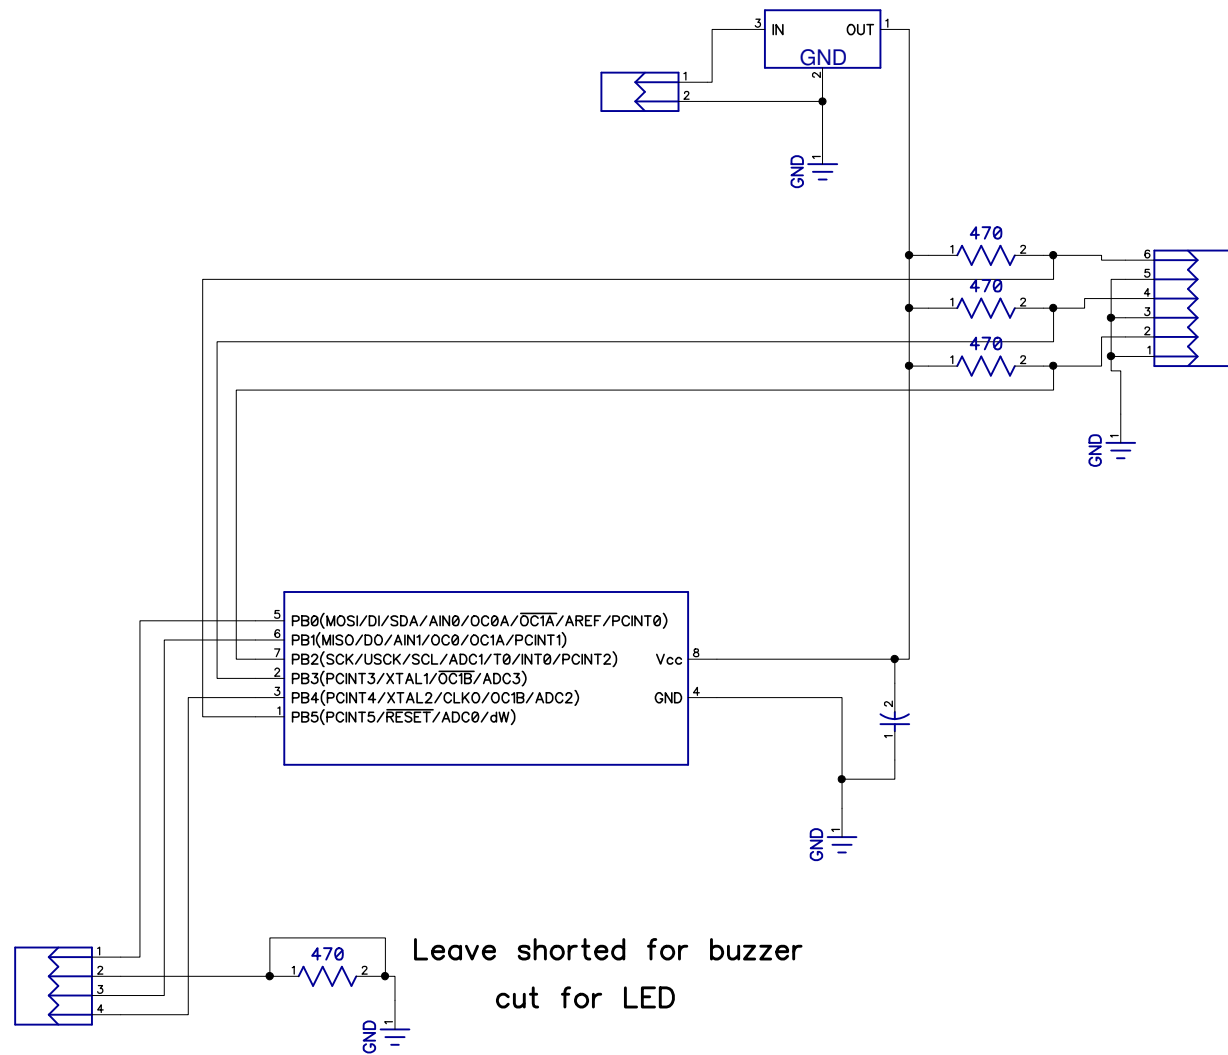 3 IN OUT 1
GND
2
1
2
1
GND
470
1 2
6
470
5
1 2
4
3
470
2
1 2
1
1
GND
5 PB0(MOSI/DI/SDA/AIN0/OC0A/OC1A/AREF/PCINT0)
6 PB1(MISO/DO/AIN1/OC0/OC1A/PCINT1)
7 PB2(SCK/USCK/SCL/ADC1/T0/INT0/PCINT2) Vcc 8
2 PB3(PCINT3/XTAL1/OC1B/ADC3)
3 PB4(PCINT4/XTAL2/CLKO/OC1B/ADC2) GND 4
1 PB5(PCINT5/RESET/ADC0/dW)
2
1
1
GND
1
2
3
4
470
1 2
1
GND
Leave shorted for buzzer
cut for LED